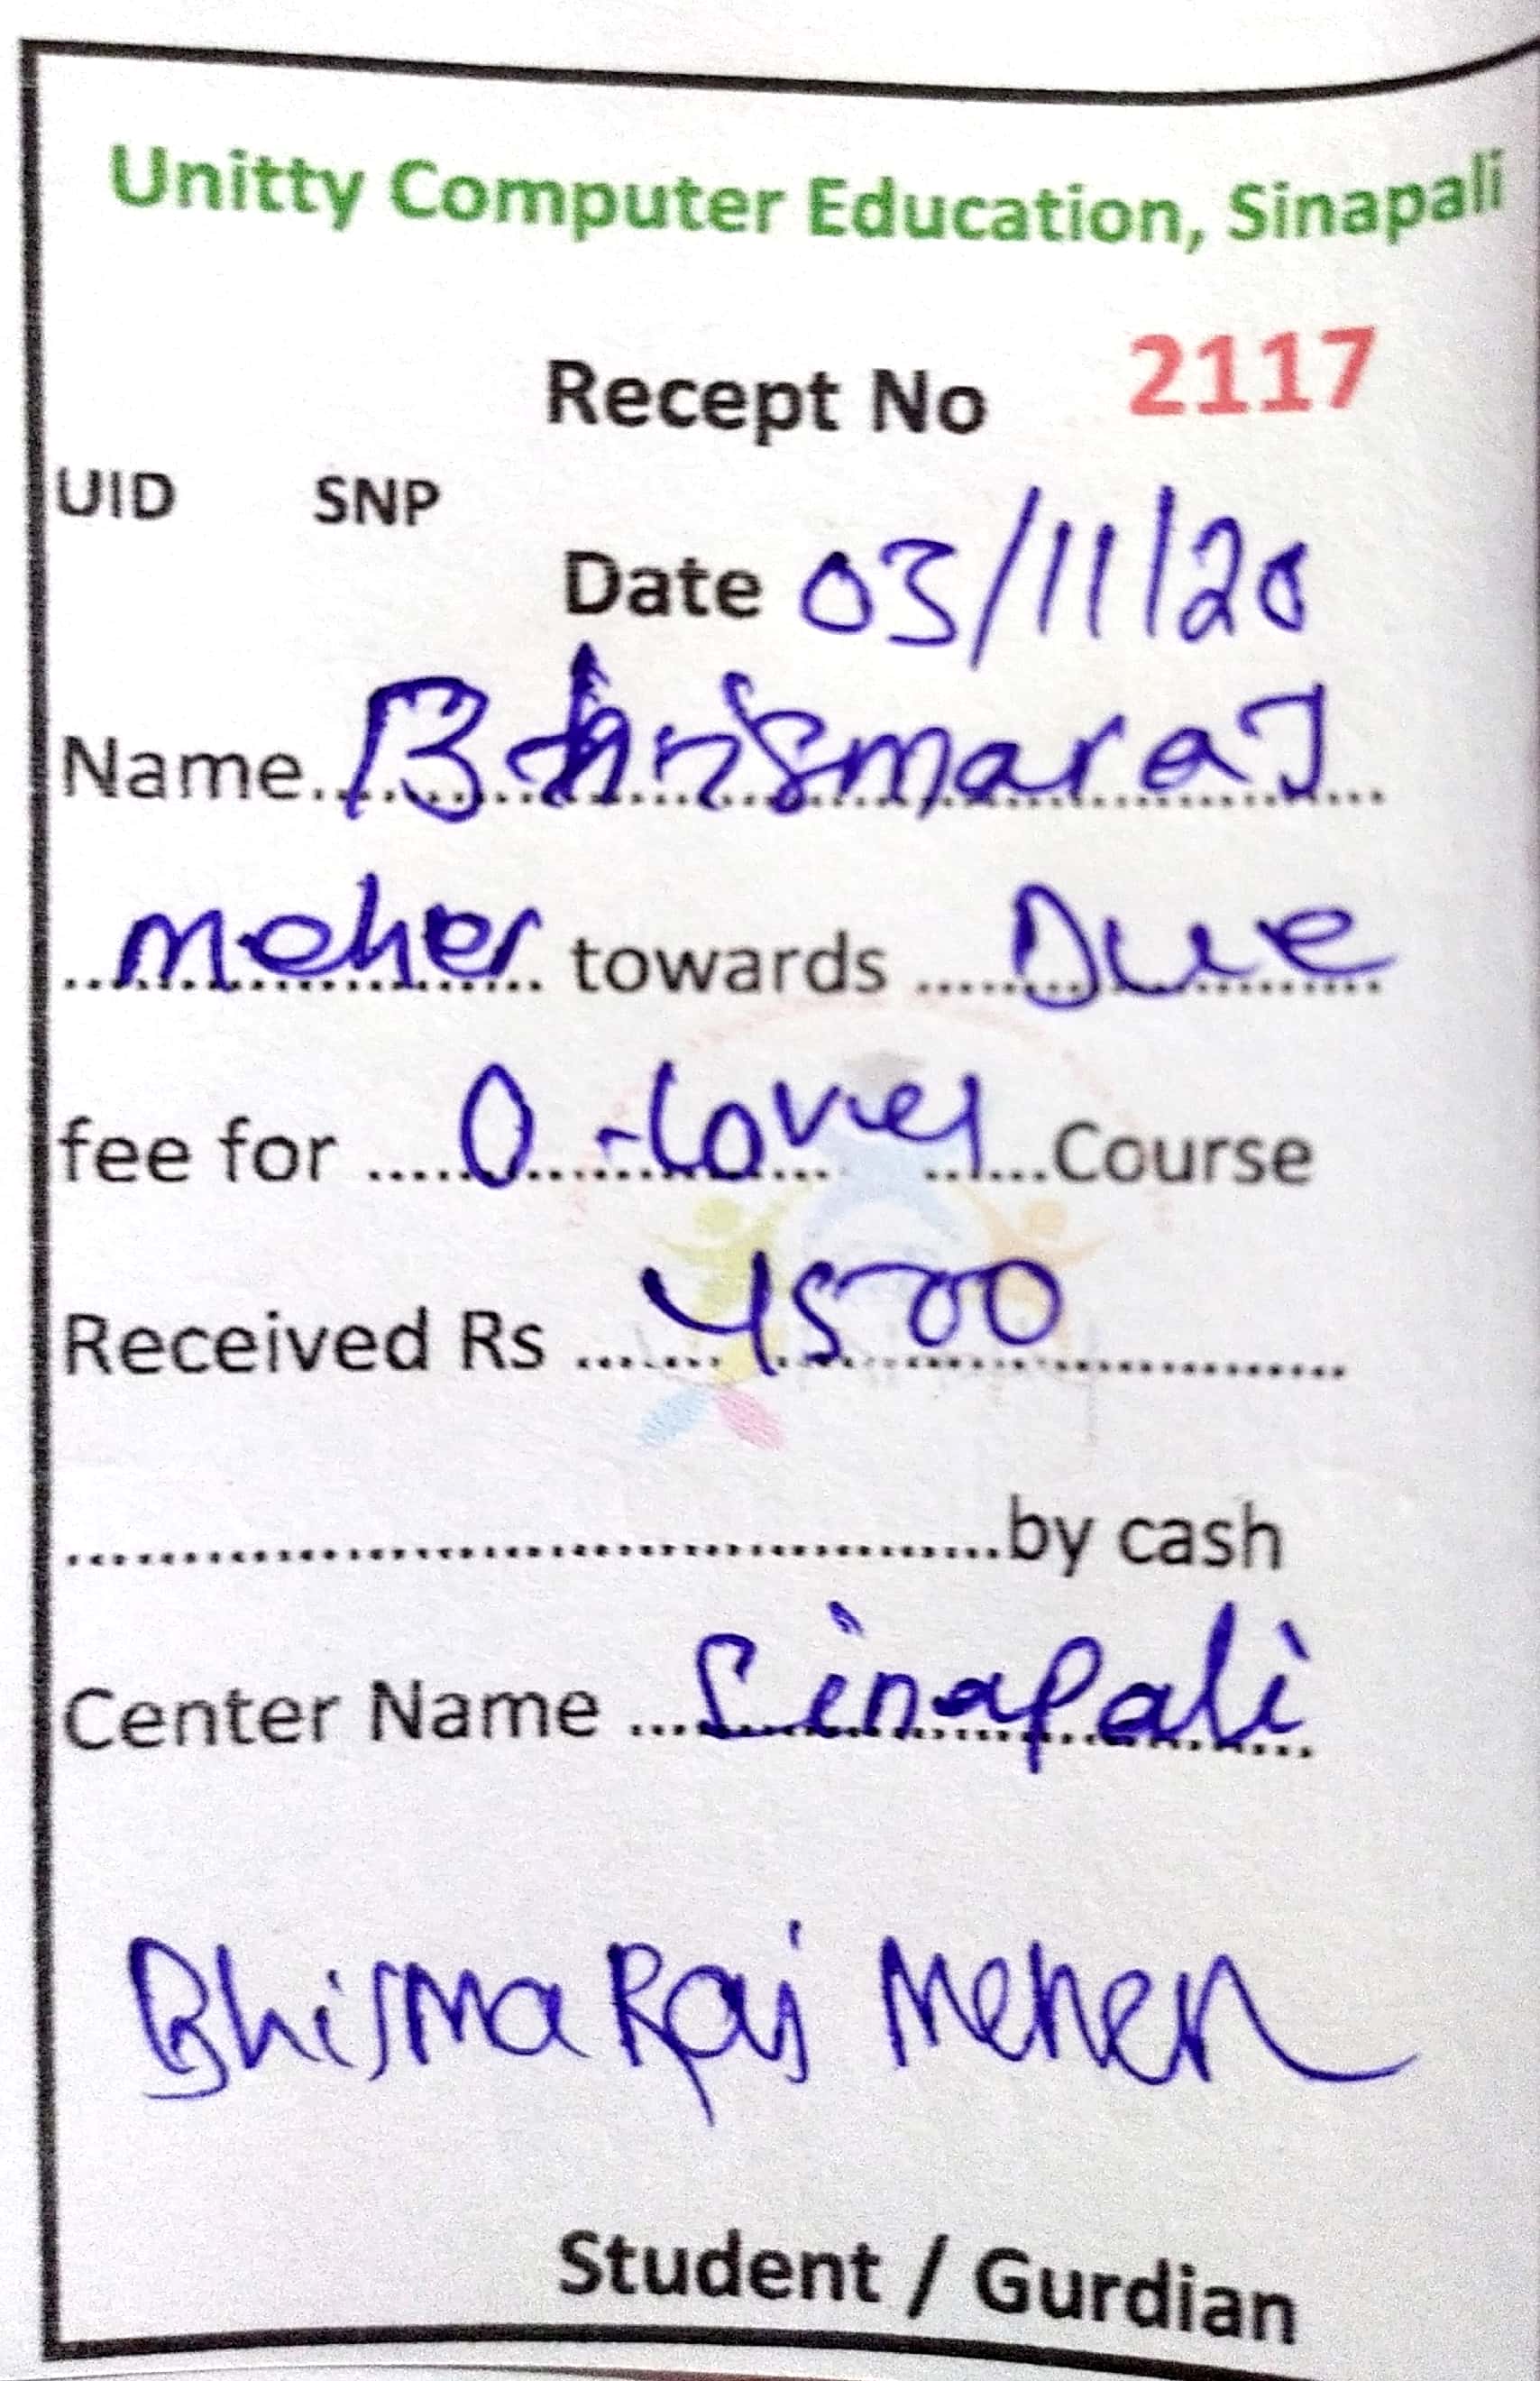 Unitty Computer Education, Sinapali
Recept No 2117
UID SNP
Date 03/11/20
Name Bhismaraj
Meher towards Due
fee for O-Level Course
Received Rs 4500
by cash
Center Name Sinapali
Bhisma Raj Meher
Student / Gurdian